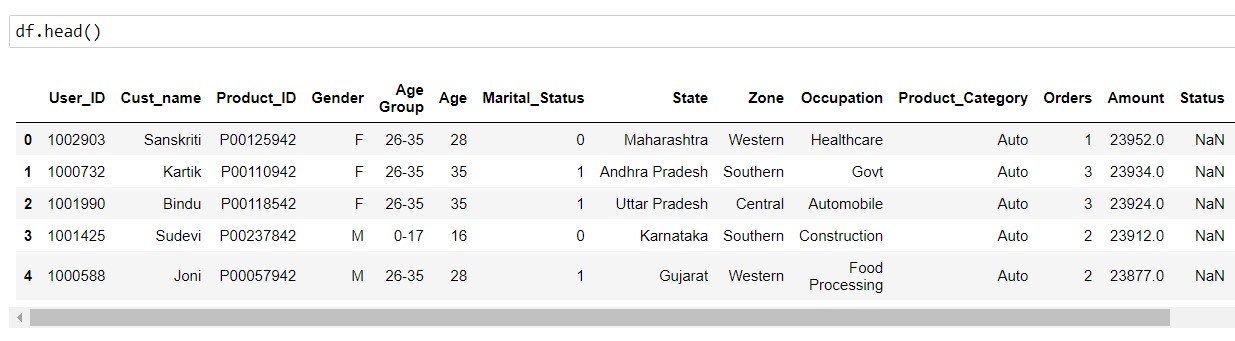 df.head()
User_ID Cust_name Product_ID Gender Age Group Age Marital_Status State Zone Occupation Product_Category Orders Amount Status
0 1002903 Sanskriti P00125942 F 26-35 28 0 Maharashtra Western Healthcare Auto 1 23952.0 NaN
1 1000732 Kartik P00110942 F 26-35 35 1 Andhra Pradesh Southern Govt Auto 3 23934.0 NaN
2 1001990 Bindu P00118542 F 26-35 35 1 Uttar Pradesh Central Automobile Auto 3 23924.0 NaN
3 1001425 Sudevi P00237842 M 0-17 16 0 Karnataka Southern Construction Auto 2 23912.0 NaN
4 1000588 Joni P00057942 M 26-35 28 1 Gujarat Western Food Processing Auto 2 23877.0 NaN